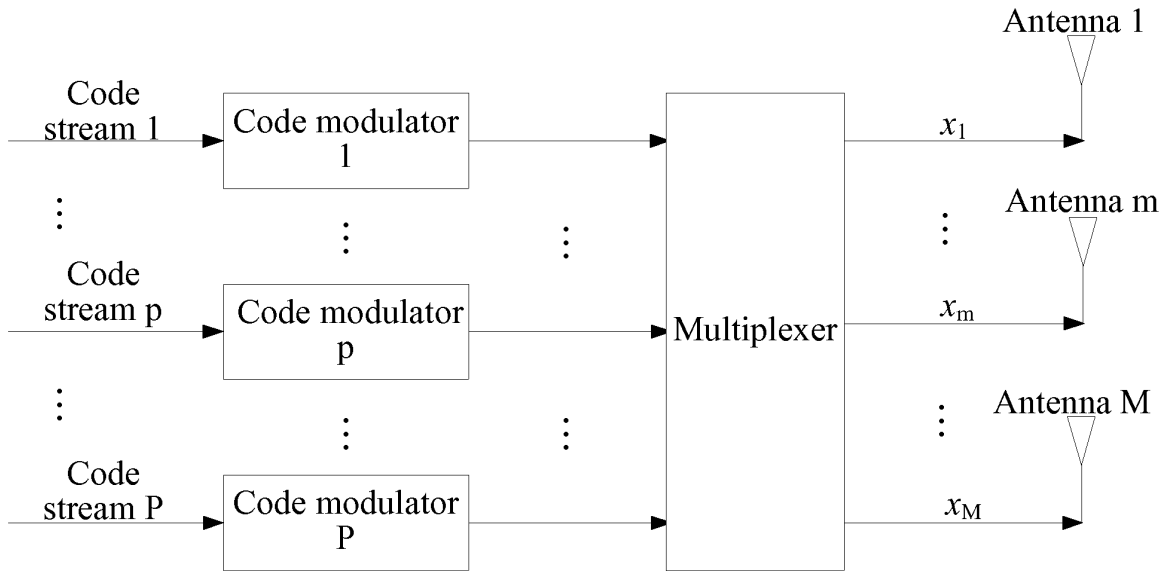 Antenna 1
Code
stream 1
Code modulator
1
x1
Antenna m
Code
stream p
Code modulator
p
Multiplexer
xm
Antenna M
Code
stream P
Code modulator
P
xM